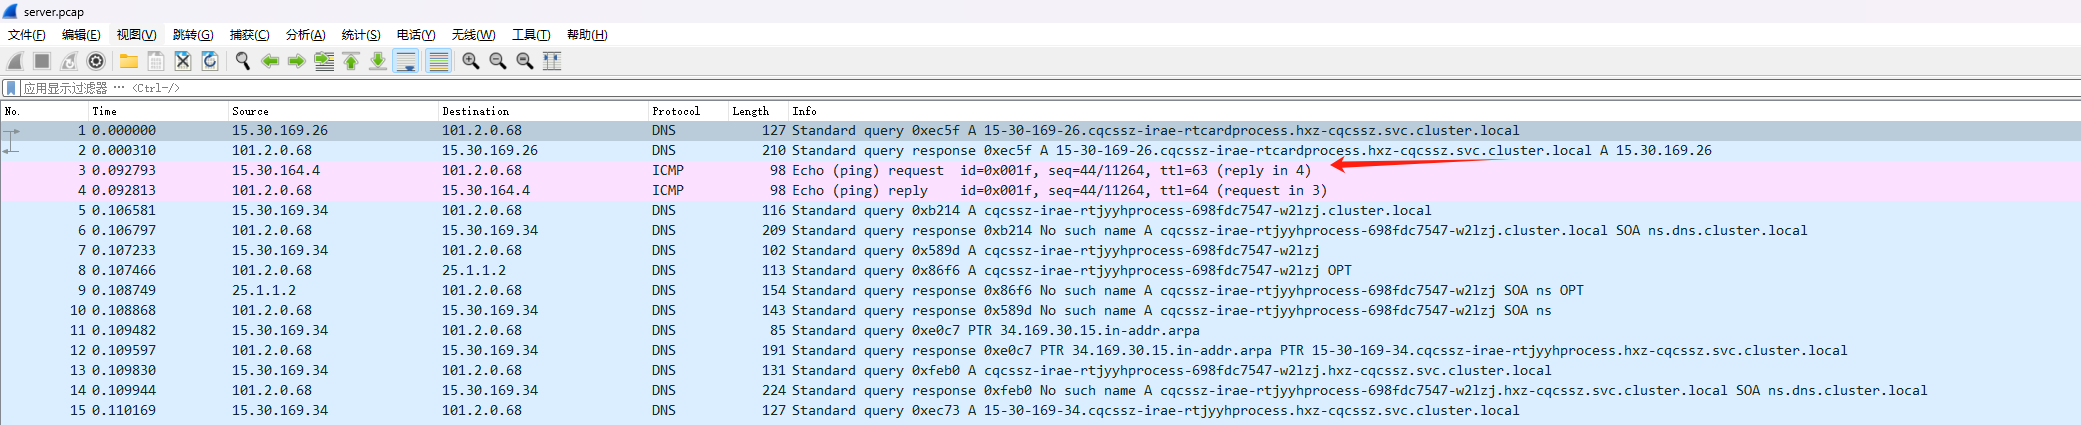 server.pcap
文件(F) 编辑(E) 视图(V) 跳转(G) 捕获(C) 分析(A) 统计(S) 电话(Y) 无线(W) 工具(T) 帮助(H)
应用显示过滤器 … <Ctrl-/>
No. Time Source Destination Protocol Length Info
1 0.000000 15.30.169.26 101.2.0.68 DNS 127 Standard query 0xec5f A 15-30-169-26.cqcssz-irae-rtcardprocess.hxz-cqcssz.svc.cluster.local
2 0.000310 101.2.0.68 15.30.169.26 DNS 210 Standard query response 0xec5f A 15-30-169-26.cqcssz-irae-rtcardprocess.hxz-cqcssz.svc.cluster.local A 15.30.169.26
3 0.092793 15.30.164.4 101.2.0.68 ICMP 98 Echo (ping) request id=0x001f, seq=44/11264, ttl=63 (reply in 4)
4 0.092813 101.2.0.68 15.30.164.4 ICMP 98 Echo (ping) reply id=0x001f, seq=44/11264, ttl=64 (request in 3)
5 0.106581 15.30.169.34 101.2.0.68 DNS 116 Standard query 0xb214 A cqcssz-irae-rtjyyhprocess-698fdc7547-w2lzj.cluster.local
6 0.106797 101.2.0.68 15.30.169.34 DNS 209 Standard query response 0xb214 No such name A cqcssz-irae-rtjyyhprocess-698fdc7547-w2lzj.cluster.local SOA ns.dns.cluster.local
7 0.107233 15.30.169.34 101.2.0.68 DNS 102 Standard query 0x589d A cqcssz-irae-rtjyyhprocess-698fdc7547-w2lzj
8 0.107466 101.2.0.68 25.1.1.2 DNS 113 Standard query 0x86f6 A cqcssz-irae-rtjyyhprocess-698fdc7547-w2lzj OPT
9 0.108749 25.1.1.2 101.2.0.68 DNS 154 Standard query response 0x86f6 No such name A cqcssz-irae-rtjyyhprocess-698fdc7547-w2lzj SOA ns OPT
10 0.108868 101.2.0.68 15.30.169.34 DNS 143 Standard query response 0x589d No such name A cqcssz-irae-rtjyyhprocess-698fdc7547-w2lzj SOA ns
11 0.109482 15.30.169.34 101.2.0.68 DNS 85 Standard query 0xe0c7 PTR 34.169.30.15.in-addr.arpa
12 0.109597 101.2.0.68 15.30.169.34 DNS 191 Standard query response 0xe0c7 PTR 34.169.30.15.in-addr.arpa PTR 15-30-169-34.cqcssz-irae-rtjyyhprocess.hxz-cqcssz.svc.cluster.local
13 0.109830 15.30.169.34 101.2.0.68 DNS 131 Standard query 0xfeb0 A cqcssz-irae-rtjyyhprocess-698fdc7547-w2lzj.hxz-cqcssz.svc.cluster.local
14 0.109944 101.2.0.68 15.30.169.34 DNS 224 Standard query response 0xfeb0 No such name A cqcssz-irae-rtjyyhprocess-698fdc7547-w2lzj.hxz-cqcssz.svc.cluster.local SOA ns.dns.cluster.local
15 0.110169 15.30.169.34 101.2.0.68 DNS 127 Standard query 0xec73 A 15-30-169-34.cqcssz-irae-rtjyyhprocess.hxz-cqcssz.svc.cluster.local